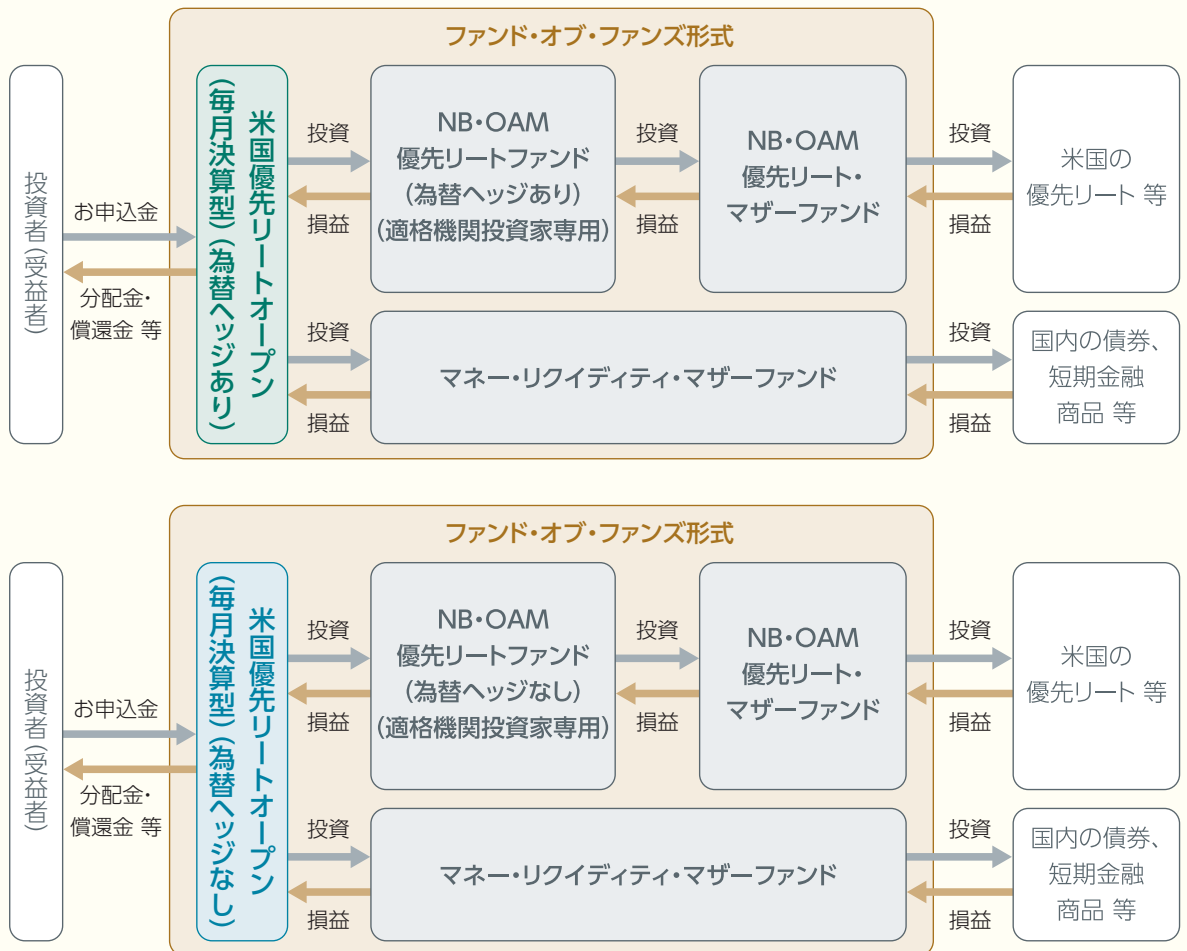 ファンド・オブ・ファンズ形式
投資者(受益者)
お申込金
分配金・
償還金 等
米国優先リートオープン
(毎月決算型)(為替ヘッジあり)
投資
損益
NB・OAM
優先リートファンド
(為替ヘッジあり)
(適格機関投資家専用)
投資
損益
NB・OAM
優先リート・
マザーファンド
投資
損益
米国の
優先リート 等
投資
損益
マネー・リクイディティ・マザーファンド
投資
損益
国内の債券、
短期金融
商品 等
ファンド・オブ・ファンズ形式
投資者(受益者)
お申込金
分配金・
償還金 等
米国優先リートオープン
(毎月決算型)(為替ヘッジなし)
投資
損益
NB・OAM
優先リートファンド
(為替ヘッジなし)
(適格機関投資家専用)
投資
損益
NB・OAM
優先リート・
マザーファンド
投資
損益
米国の
優先リート 等
投資
損益
マネー・リクイディティ・マザーファンド
投資
損益
国内の債券、
短期金融
商品 等